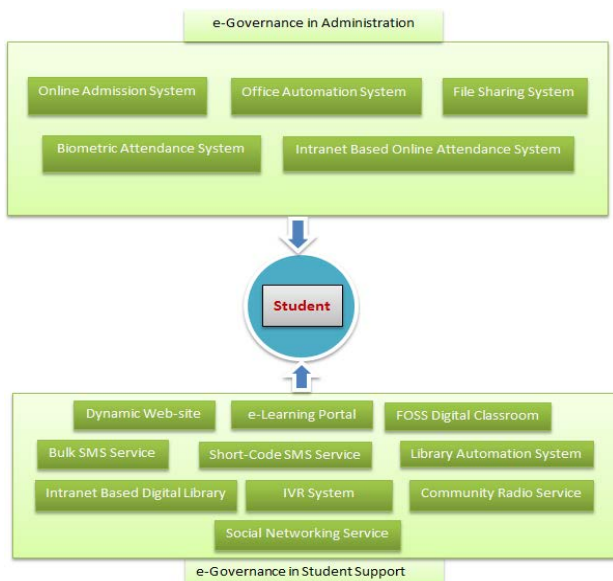 e-Governance in Administration
Online Admission System
Office Automation System
File Sharing System
Biometric Attendance System
Intranet Based Online Attendance System
Student
Dynamic Web-site
e-Learning Portal
FOSS Digital Classroom
Bulk SMS Service
Short-Code SMS Service
Library Automation System
Intranet Based Digital Library
IVR System
Community Radio Service
Social Networking Service
e-Governance in Student Support